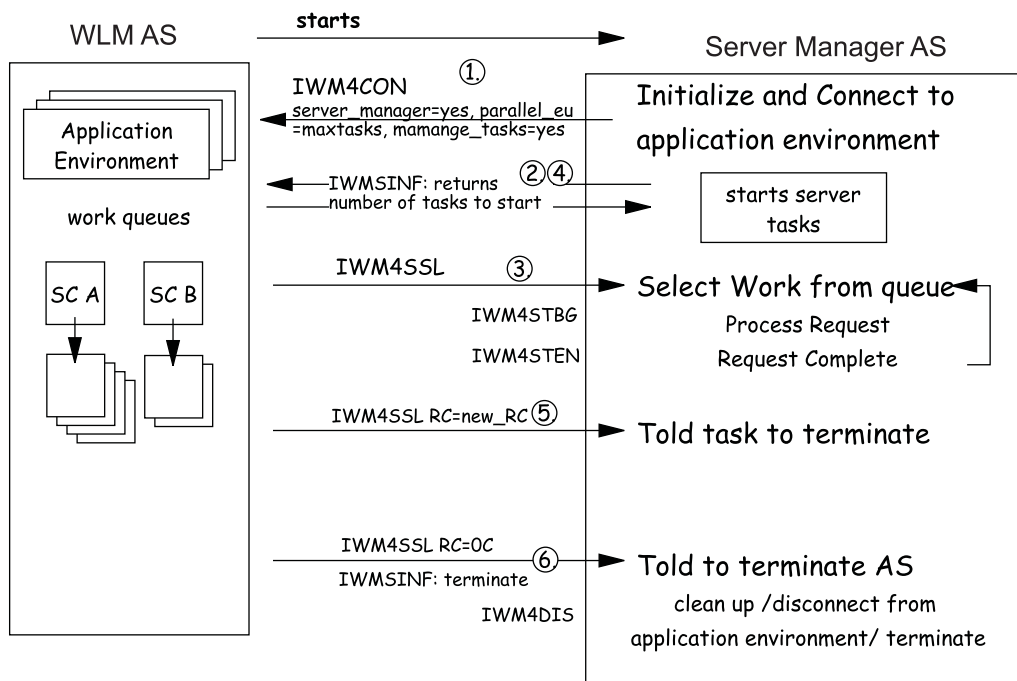 starts
WLM AS
Server Manager AS
①.
IWM4CON
server_manager=yes, parallel_eu
=maxtasks, mamange_tasks=yes
Initialize and Connect to
application environment
Application
Environment
②.④.
IWMSINF: returns
number of tasks to start
starts server
tasks
work queues
IWM4SSL
③.
Select Work from queue
SC A
SC B
IWM4STBG
Process Request
IWM4STEN
Request Complete
IWM4SSL RC=new_RC
⑤.
Told task to terminate
IWM4SSL RC=0C
⑥.
Told to terminate AS
IWMSINF: terminate
IWM4DIS
clean up /disconnect from
application environment/ terminate